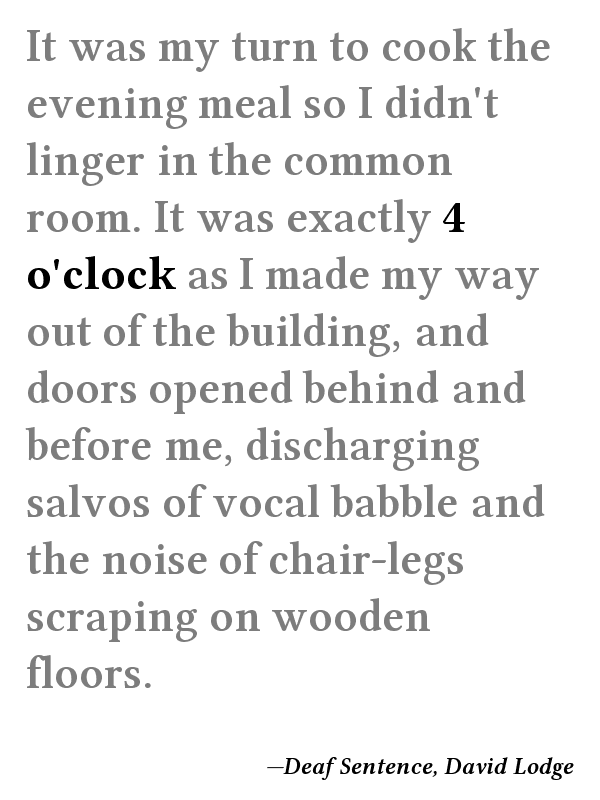 It was my turn to cook the
evening meal so I didn't
linger in the common
room. It was exactly 4
o'clock as I made my way
out of the building, and
doors opened behind and
before me, discharging
salvos of vocal babble and
the noise of chair-legs
scraping on wooden
floors.
—Deaf Sentence, David Lodge